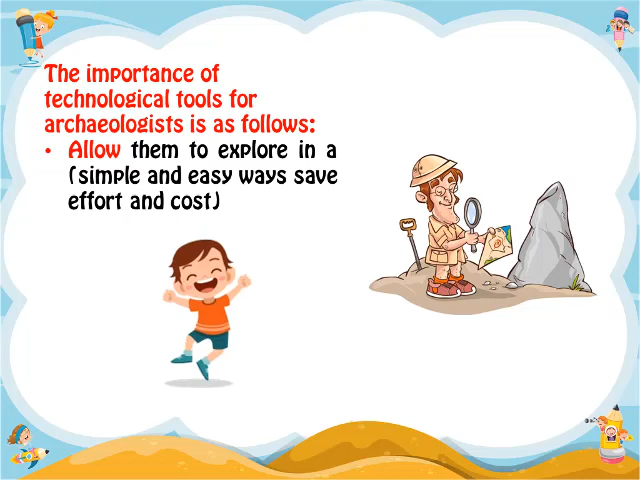 The importance of
technological tools for
archaeologists is as follows:
• Allow them to explore in a
(simple and easy ways save
effort and cost)